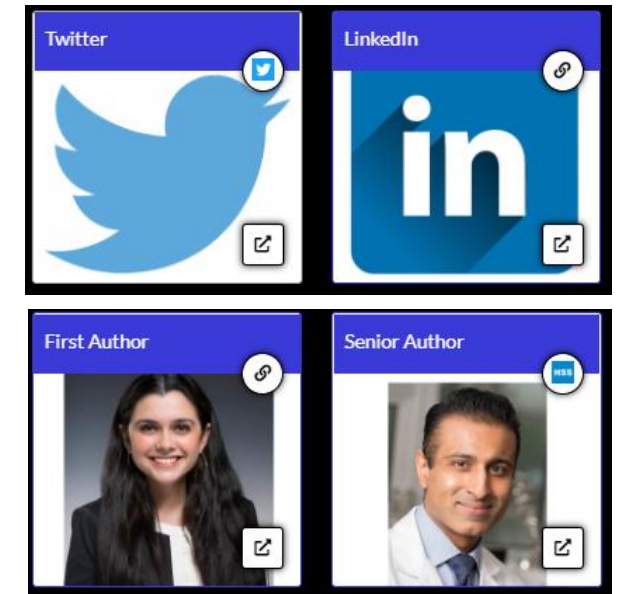 Twitter
LinkedIn
in
First Author
Senior Author
HSS